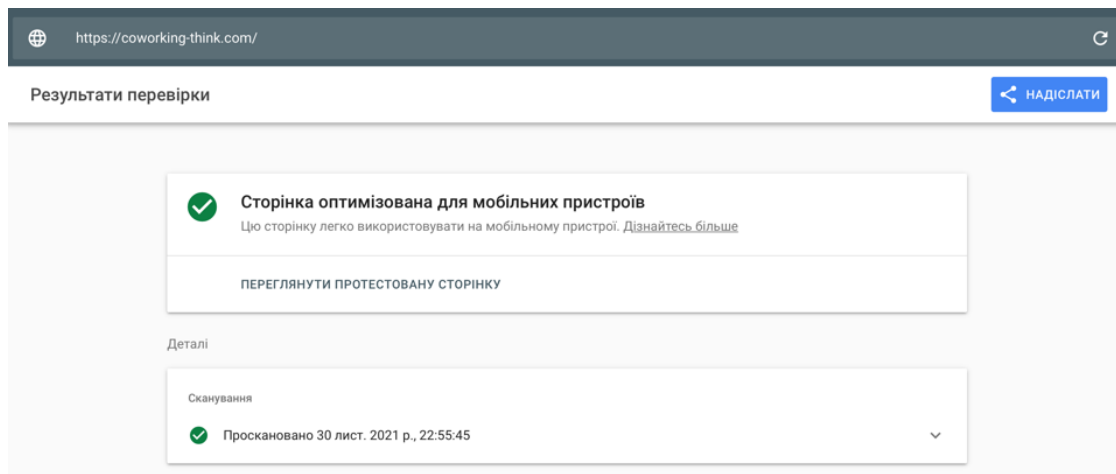 https://coworking-think.com/
Результати перевірки
НАДІСЛАТИ
Сторінка оптимізована для мобільних пристроїв
Цю сторінку легко використовувати на мобільному пристрої. Дізнайтесь більше
ПЕРЕГЛЯНУТИ ПРОТЕСТОВАНУ СТОРІНКУ
Деталі
Сканування
Проскановано 30 лист. 2021 р., 22:55:45